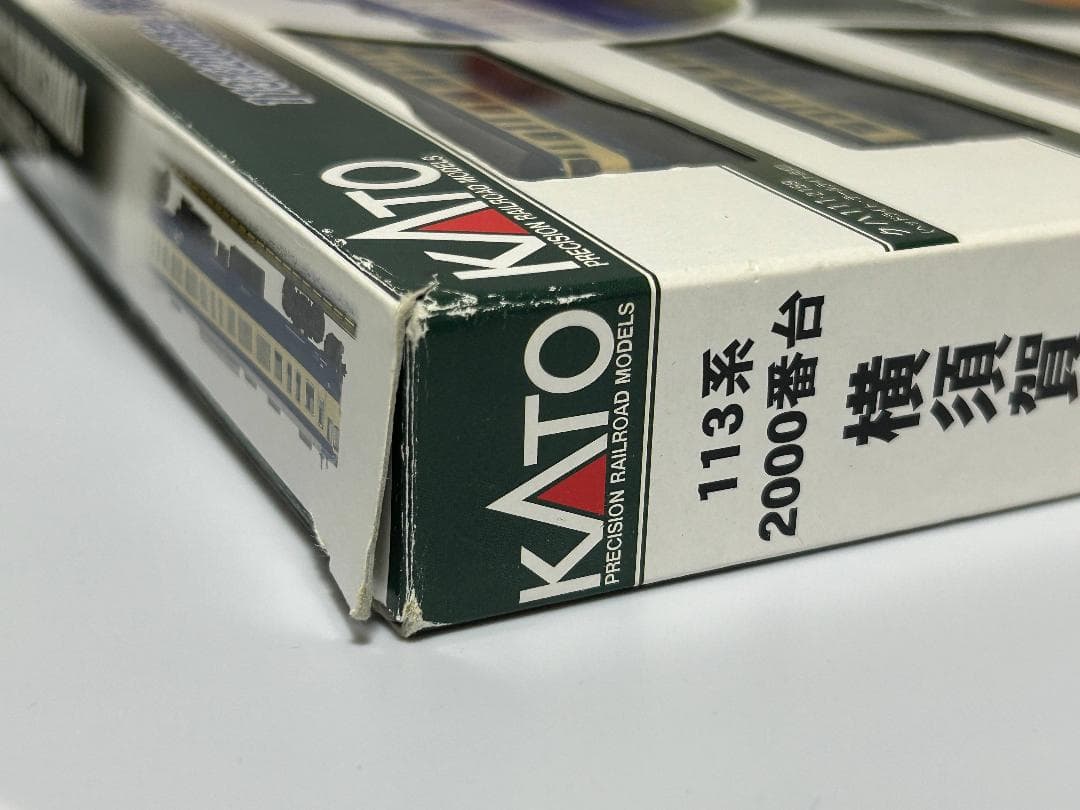 KATO
PRECISION RAILROAD MODELS
KATO
PRECISION RAILROAD MODELS
113系
2000番台
横須賀